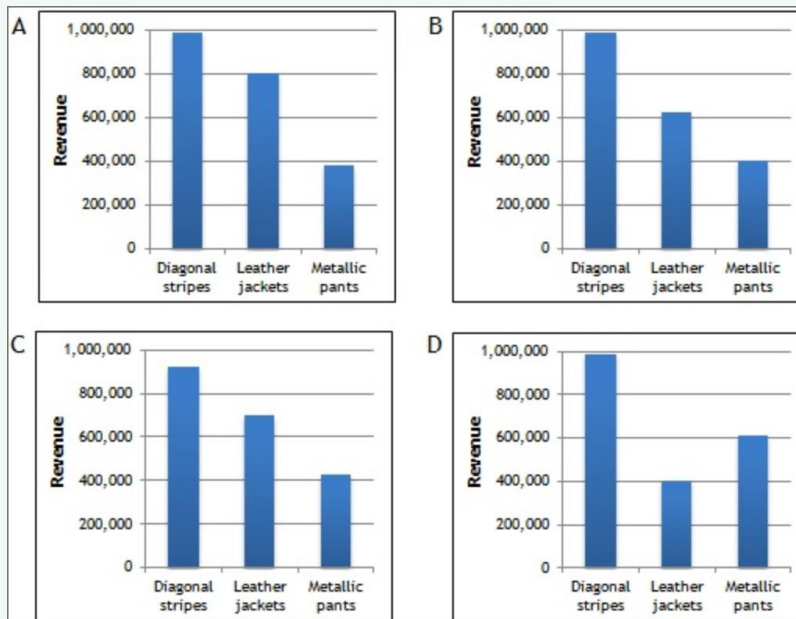 A
1,000,000
800,000
600,000
400,000
200,000
0
Revenue
Diagonal stripes
Leather jackets
Metallic pants
B
1,000,000
800,000
600,000
400,000
200,000
0
Revenue
Diagonal stripes
Leather jackets
Metallic pants
C
1,000,000
800,000
600,000
400,000
200,000
0
Revenue
Diagonal stripes
Leather jackets
Metallic pants
D
1,000,000
800,000
600,000
400,000
200,000
0
Revenue
Diagonal stripes
Leather jackets
Metallic pants